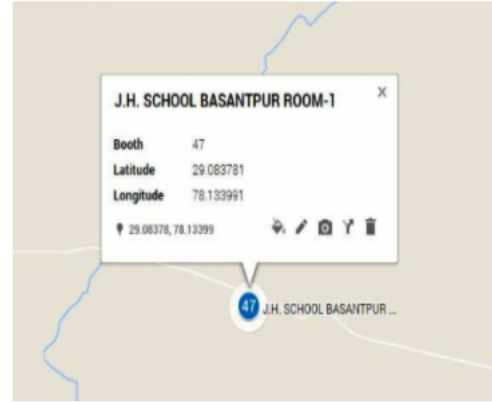 J.H. SCHOOL BASANTPUR ROOM-1 X
Booth 47
Latitude 29.083781
Longitude 78.133991
29.08378, 78.13399
47 J.H. SCHOOL BASANTPUR ...